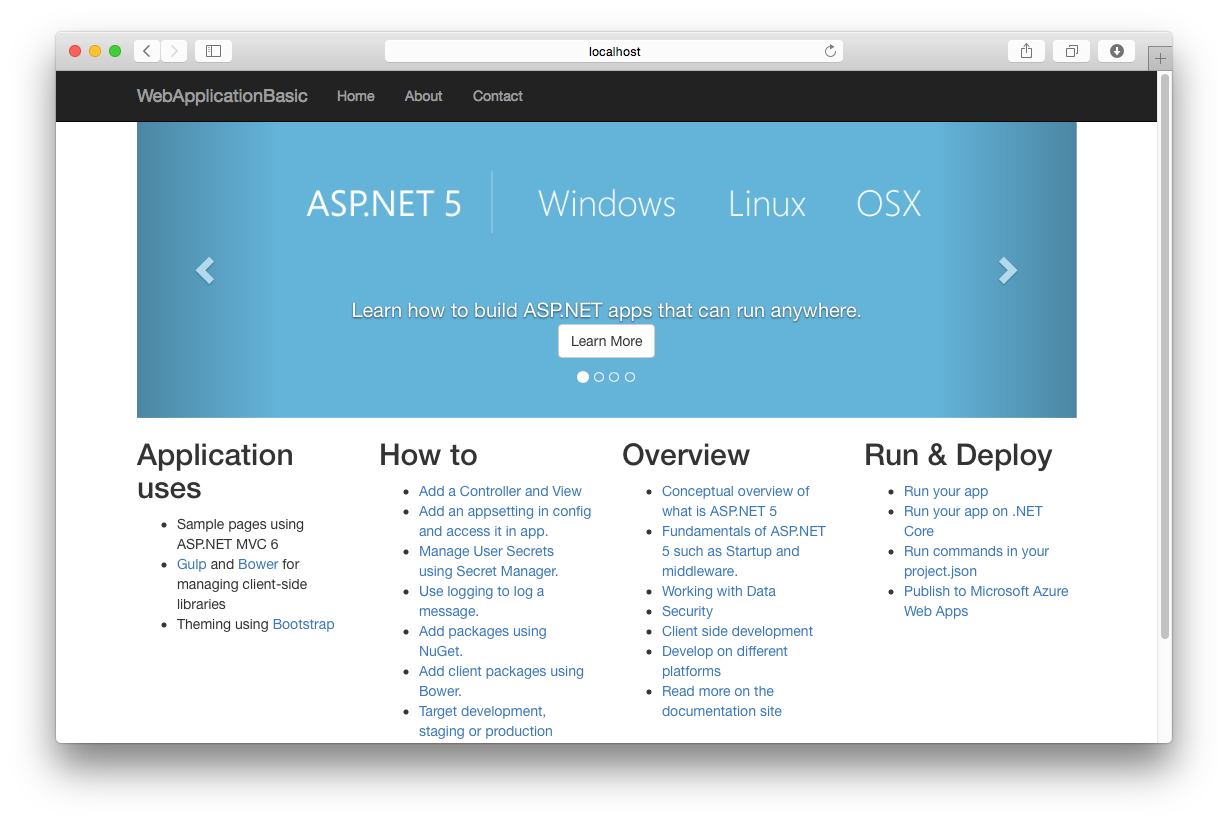 localhost
WebApplicationBasic Home About Contact
ASP.NET 5 Windows Linux OSX
Learn how to build ASP.NET apps that can run anywhere.
Learn More
Application
uses
Sample pages using
ASP.NET MVC 6
Gulp and Bower for
managing client-side
libraries
Theming using Bootstrap
How to
Add a Controller and View
Add an appsetting in config
and access it in app.
Manage User Secrets
using Secret Manager.
Use logging to log a
message.
Add packages using
NuGet.
Add client packages using
Bower.
Target development,
staging or production
Overview
Conceptual overview of
what is ASP.NET 5
Fundamentals of ASP.NET
5 such as Startup and
middleware.
Working with Data
Security
Client side development
Develop on different
platforms
Read more on the
documentation site
Run & Deploy
Run your app
Run your app on .NET
Core
Run commands in your
project.json
Publish to Microsoft Azure
Web Apps